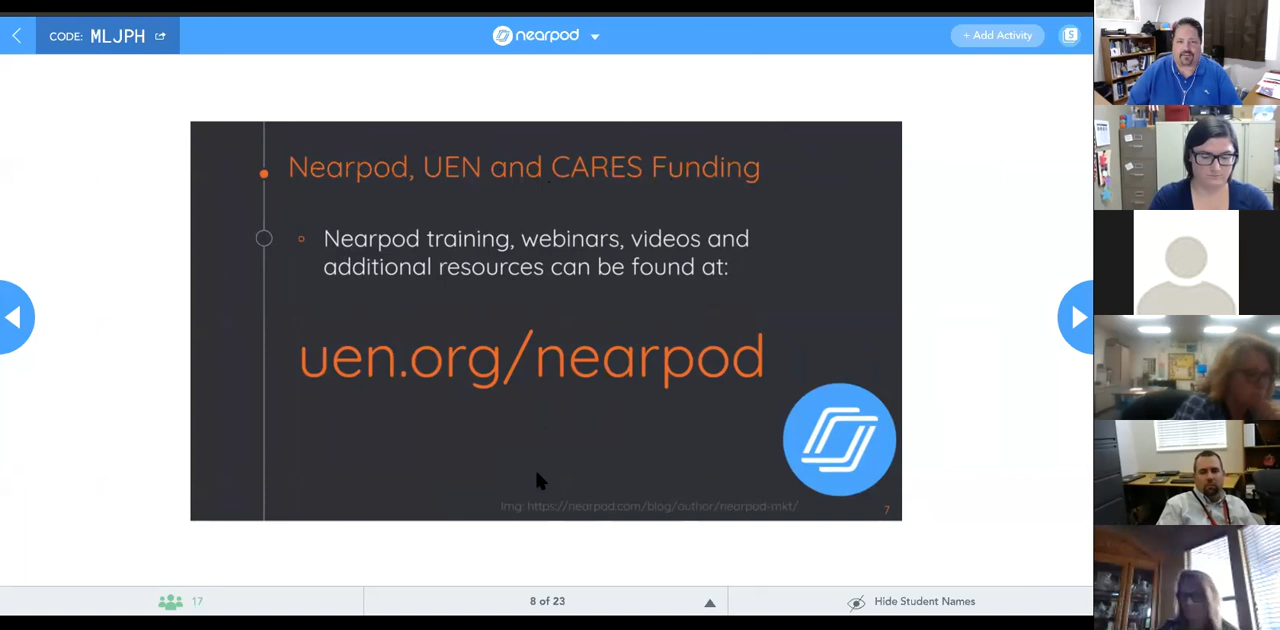 CODE: MLJPH
nearpod
+ Add Activity
S
Nearpod, UEN and CARES Funding
Nearpod training, webinars, videos and
additional resources can be found at:
uen.org/nearpod
Img: https://nearpod.com/blog/author/nearpod-mkt/
7
17
8 of 23
Hide Student Names